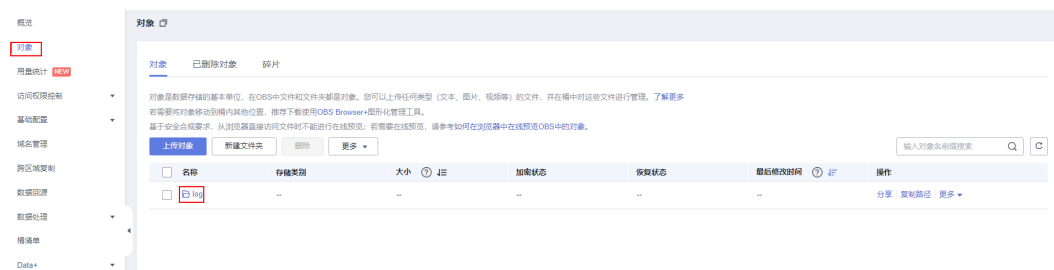 概览
对象
用量统计 NEW
访问权限控制
基础配置
域名管理
跨区域复制
数据回源
数据处理
桶清单
Data+
对象
对象 已删除对象 碎片
对象是数据存储的基本单位，在OBS中文件和文件夹都是对象。您可以上传任何类型（文本、图片、视频等）的文件，并在桶中对这些文件进行管理。了解更多
若需要将对象移动到桶内其他位置，推荐下载使用OBS Browser+图形化管理工具。
基于安全合规要求，从浏览器直接访问文件时不能进行在线预览；若需要在线预览，请参考如何在浏览器中在线预览OBS中的对象。
上传对象 新建文件夹 删除 更多 输入对象名前缀搜索
名称 存储类别 大小 加密状态 恢复状态 最后修改时间 操作
log -- -- -- -- -- 分享 复制路径 更多